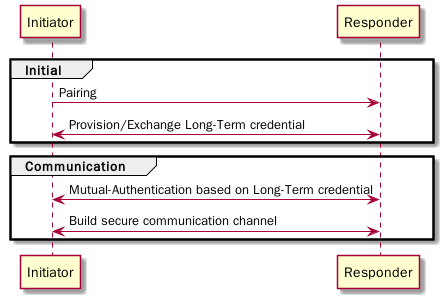 Initiator Responder
Initial
Pairing
Provision/Exchange Long-Term credential
Communication
Mutual-Authentication based on Long-Term credential
Build secure communication channel
Initiator Responder